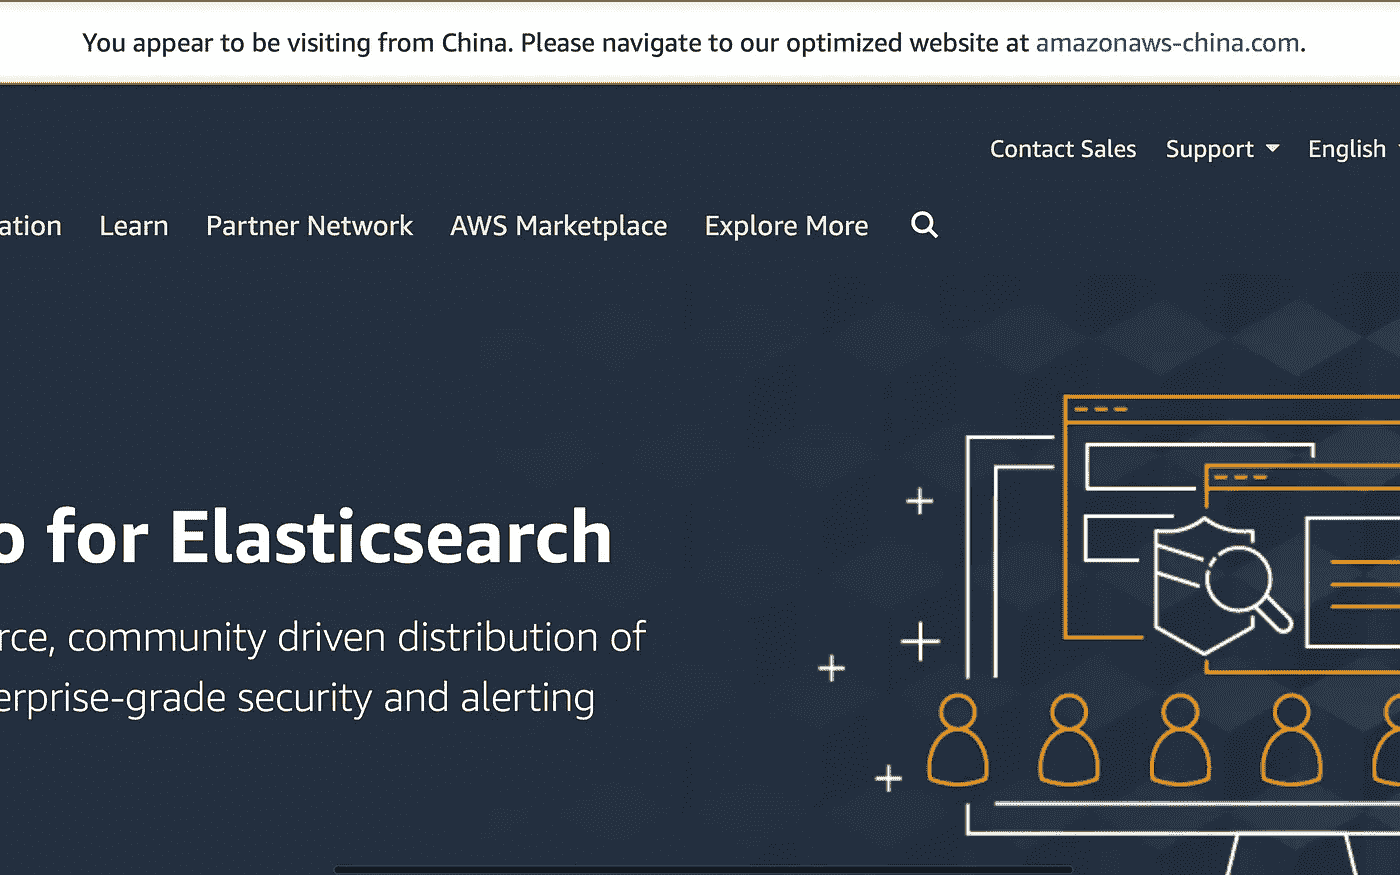 You appear to be visiting from China. Please navigate to our optimized website at amazonaws-china.com.
Contact Sales Support English
ation Learn Partner Network AWS Marketplace Explore More
o for Elasticsearch
rce, community driven distribution of
erprise-grade security and alerting